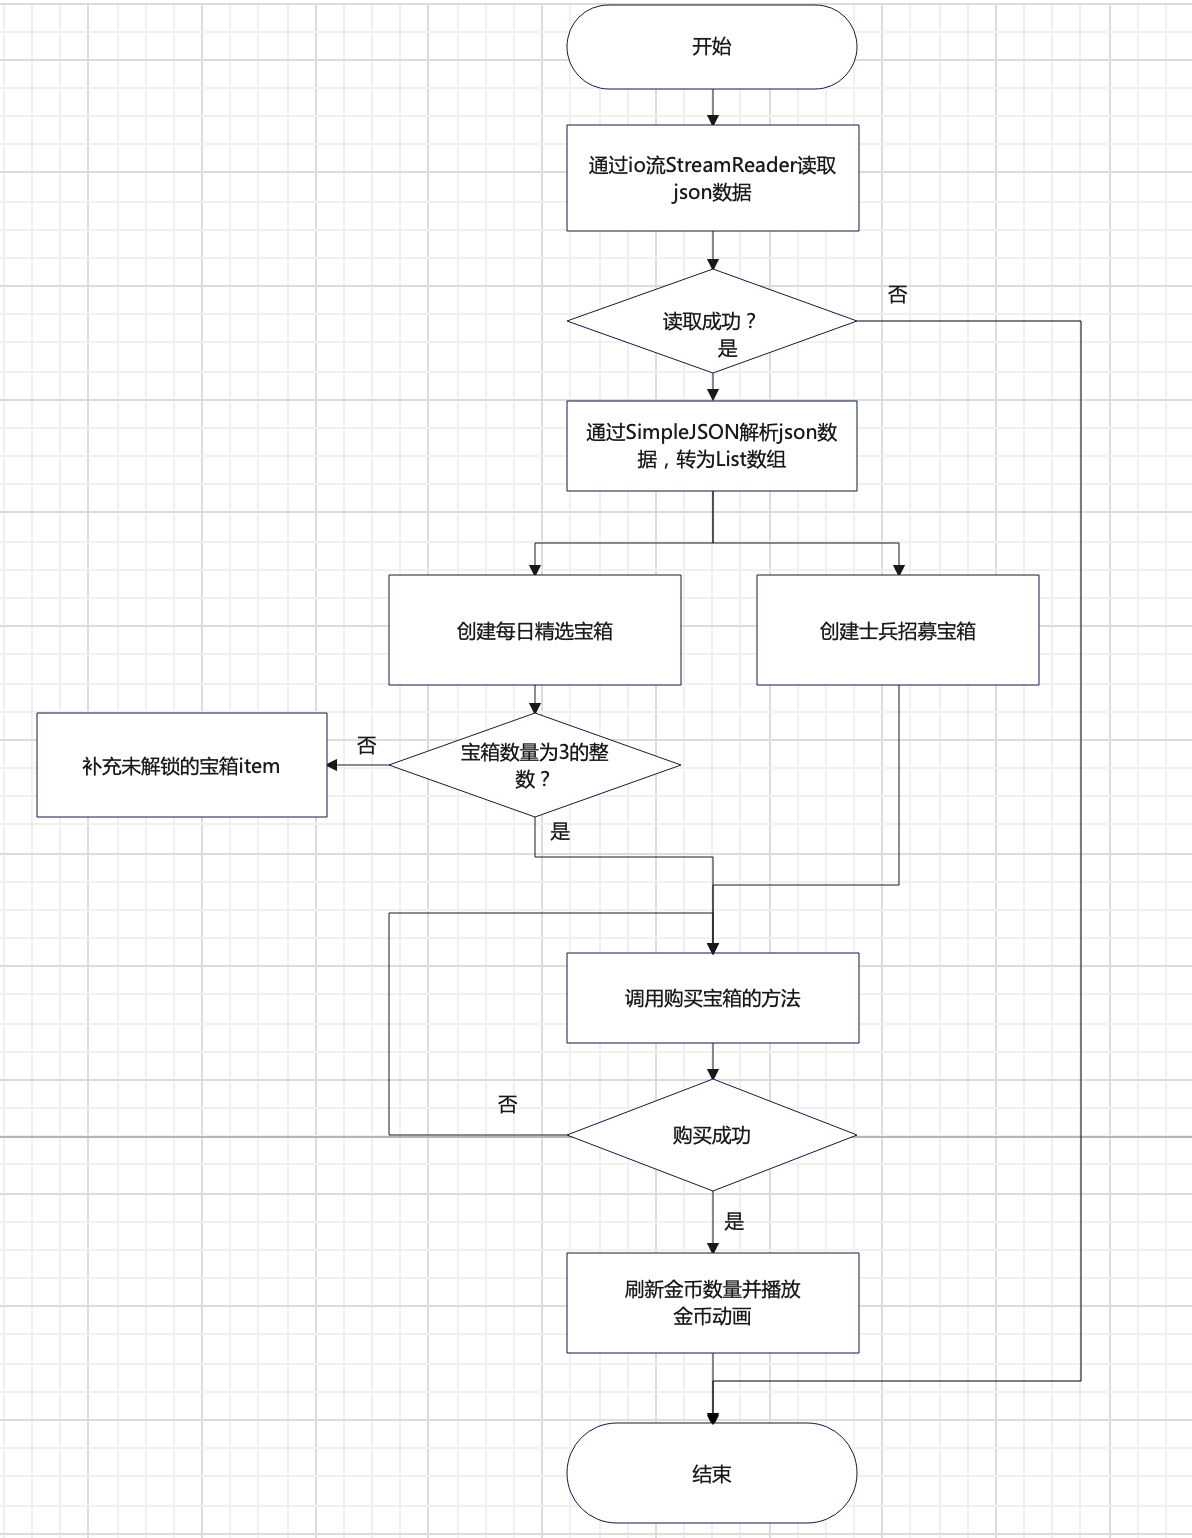 开始
通过io流StreamReader读取
json数据
否
读取成功？
是
通过SimpleJSON解析json数
据，转为List数组
创建每日精选宝箱
创建士兵招募宝箱
否
宝箱数量为3的整
数？
补充未解锁的宝箱item
是
调用购买宝箱的方法
否
购买成功
是
刷新金币数量并播放
金币动画
结束